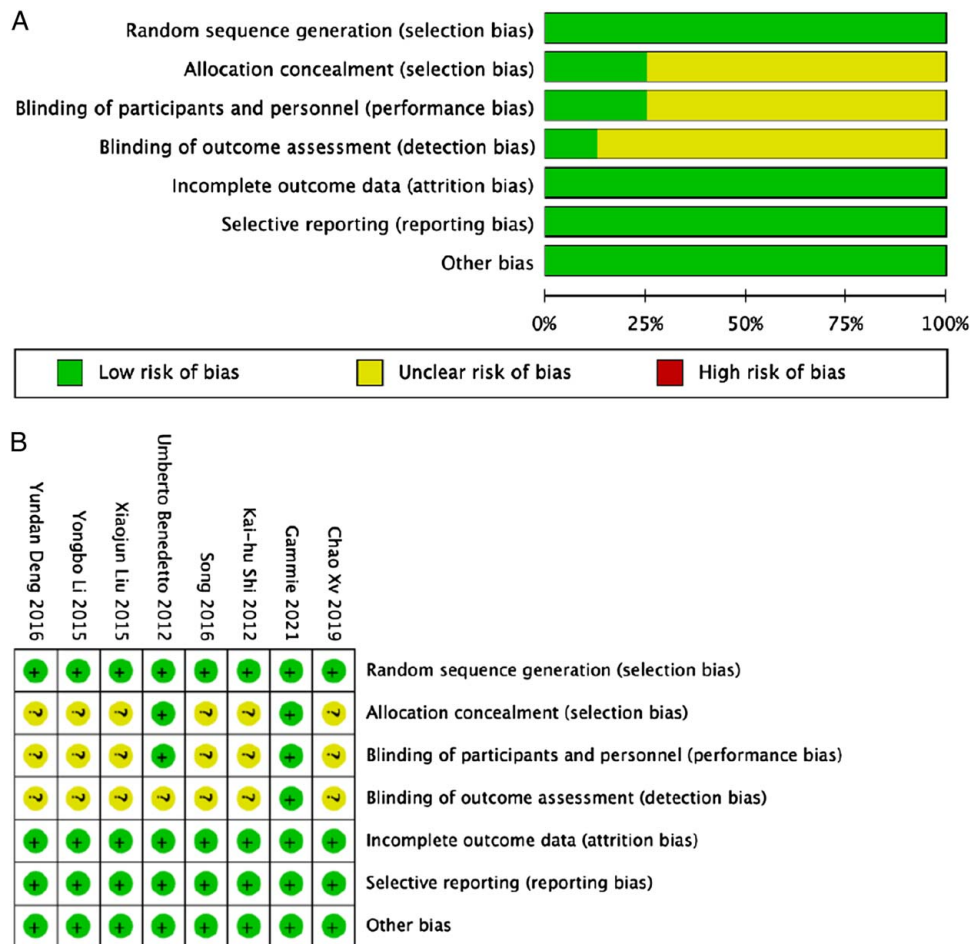 A
Random sequence generation (selection bias)
Allocation concealment (selection bias)
Blinding of participants and personnel (performance bias)
Blinding of outcome assessment (detection bias)
Incomplete outcome data (attrition bias)
Selective reporting (reporting bias)
Other bias
0% 25% 50% 75% 100%
Low risk of bias Unclear risk of bias High risk of bias
B
Yundan Deng 2016
Yongbo Li 2015
Xiaojun Liu 2015
Umberto Benedetto 2012
Song 2016
Kai-hu Shi 2012
Gammie 2021
Chao Xv 2019
+ + + + + + + + Random sequence generation (selection bias)
? ? ? + ? ? + ? Allocation concealment (selection bias)
? ? ? + ? ? + ? Blinding of participants and personnel (performance bias)
? ? ? ? ? ? + ? Blinding of outcome assessment (detection bias)
+ + + + + + + + Incomplete outcome data (attrition bias)
+ + + + + + + + Selective reporting (reporting bias)
+ + + + + + + + Other bias